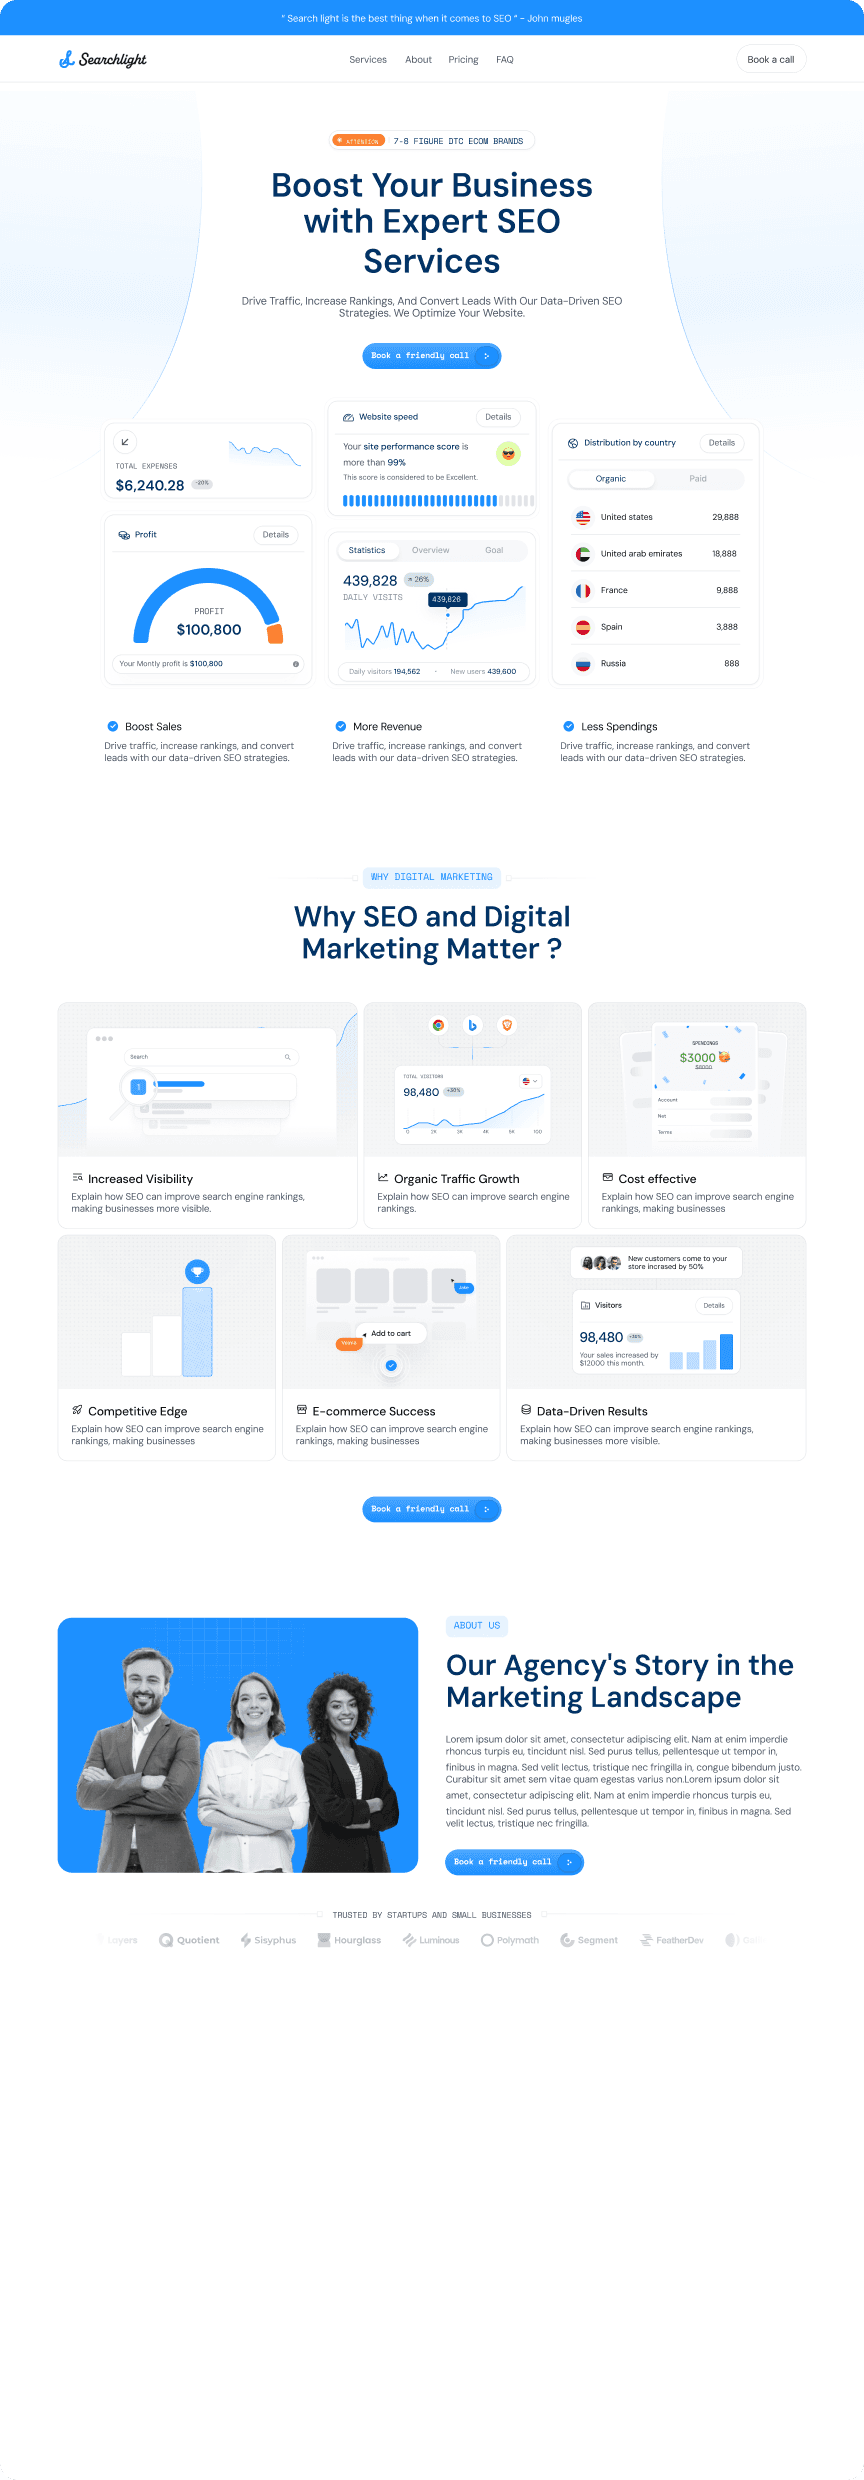 " Search light is the best thing when it comes to SEO " - John mugles
Searchlight
Services
About
Pricing
FAQ
Book a call
ATTENTION
7-8 FIGURE DTC ECOM BRANDS
Boost Your Business
with Expert SEO
Services
Drive Traffic, Increase Rankings, And Convert Leads With Our Data-Driven SEO
Strategies. We Optimize Your Website.
Book a friendly call
TOTAL EXPENSES
$6,240.28
-20%
Profit
Details
PROFIT
$100,800
Your Montly profit is $100,800
Website speed
Details
Your site performance score is
more than 99%
This score is considered to be Excellent.
Statistics
Overview
Goal
439,828
26%
DAILY VISITS
439,826
Daily visitors 194,562
-
New users 439,600
Distribution by country
Details
Organic
Paid
United states
29,888
United arab emirates
18,888
France
9,888
Spain
3,888
Russia
888
Boost Sales
Drive traffic, increase rankings, and convert
leads with our data-driven SEO strategies.
More Revenue
Drive traffic, increase rankings, and convert
leads with our data-driven SEO strategies.
Less Spendings
Drive traffic, increase rankings, and convert
leads with our data-driven SEO strategies.
WHY DIGITAL MARKETING
Why SEO and Digital
Marketing Matter ?
Search
1
Increased Visibility
Explain how SEO can improve search engine rankings,
making businesses more visible.
TOTAL VISITORS
98,480
+30%
0 2K 3K 4K 5K 100
Organic Traffic Growth
Explain how SEO can improve search engine
rankings.
SPENDINGS
$3000
$6000
Account
Net
Terms
Cost effective
Explain how SEO can improve search engine
rankings, making businesses
Competitive Edge
Explain how SEO can improve search engine
rankings, making businesses
Add to cart
E-commerce Success
Explain how SEO can improve search engine
rankings, making businesses
New customers come to your
store incrased by 50%
Visitors
Details
98,480
+30%
Your sales increased by
$12000 this month.
Data-Driven Results
Explain how SEO can improve search engine rankings,
making businesses more visible.
Book a friendly call
ABOUT US
Our Agency's Story in the
Marketing Landscape
Lorem ipsum dolor sit amet, consectetur adipiscing elit. Nam at enim imperdie
rhoncus turpis eu, tincidunt nisl. Sed purus tellus, pellentesque ut tempor in,
finibus in magna. Sed velit lectus, tristique nec fringilla in, congue bibendum justo.
Curabitur sit amet sem vitae quam egestas varius non.Lorem ipsum dolor sit
amet, consectetur adipiscing elit. Nam at enim imperdie rhoncus turpis eu,
tincidunt nisl. Sed purus tellus, pellentesque ut tempor in, finibus in magna. Sed
velit lectus, tristique nec fringilla.
Book a friendly call
TRUSTED BY STARTUPS AND SMALL BUSINESSES
Layers
Quotient
Sisyphus
Hourglass
Luminous
Polymath
Segment
FeatherDev